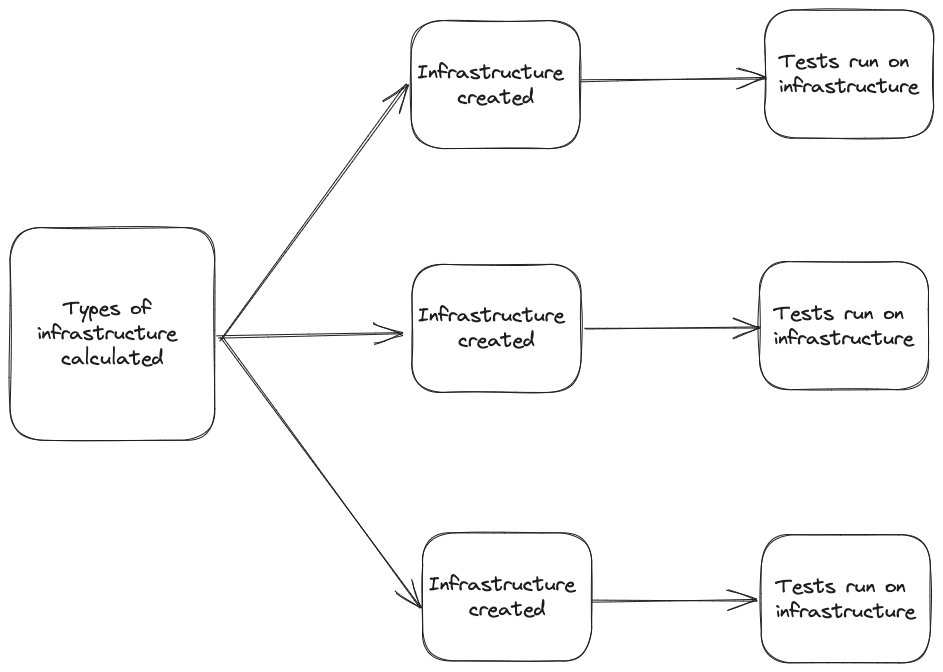 Types of
infrastructure
calculated
Infrastructure
created
Tests run on
infrastructure
Infrastructure
created
Tests run on
infrastructure
Infrastructure
created
Tests run on
infrastructure